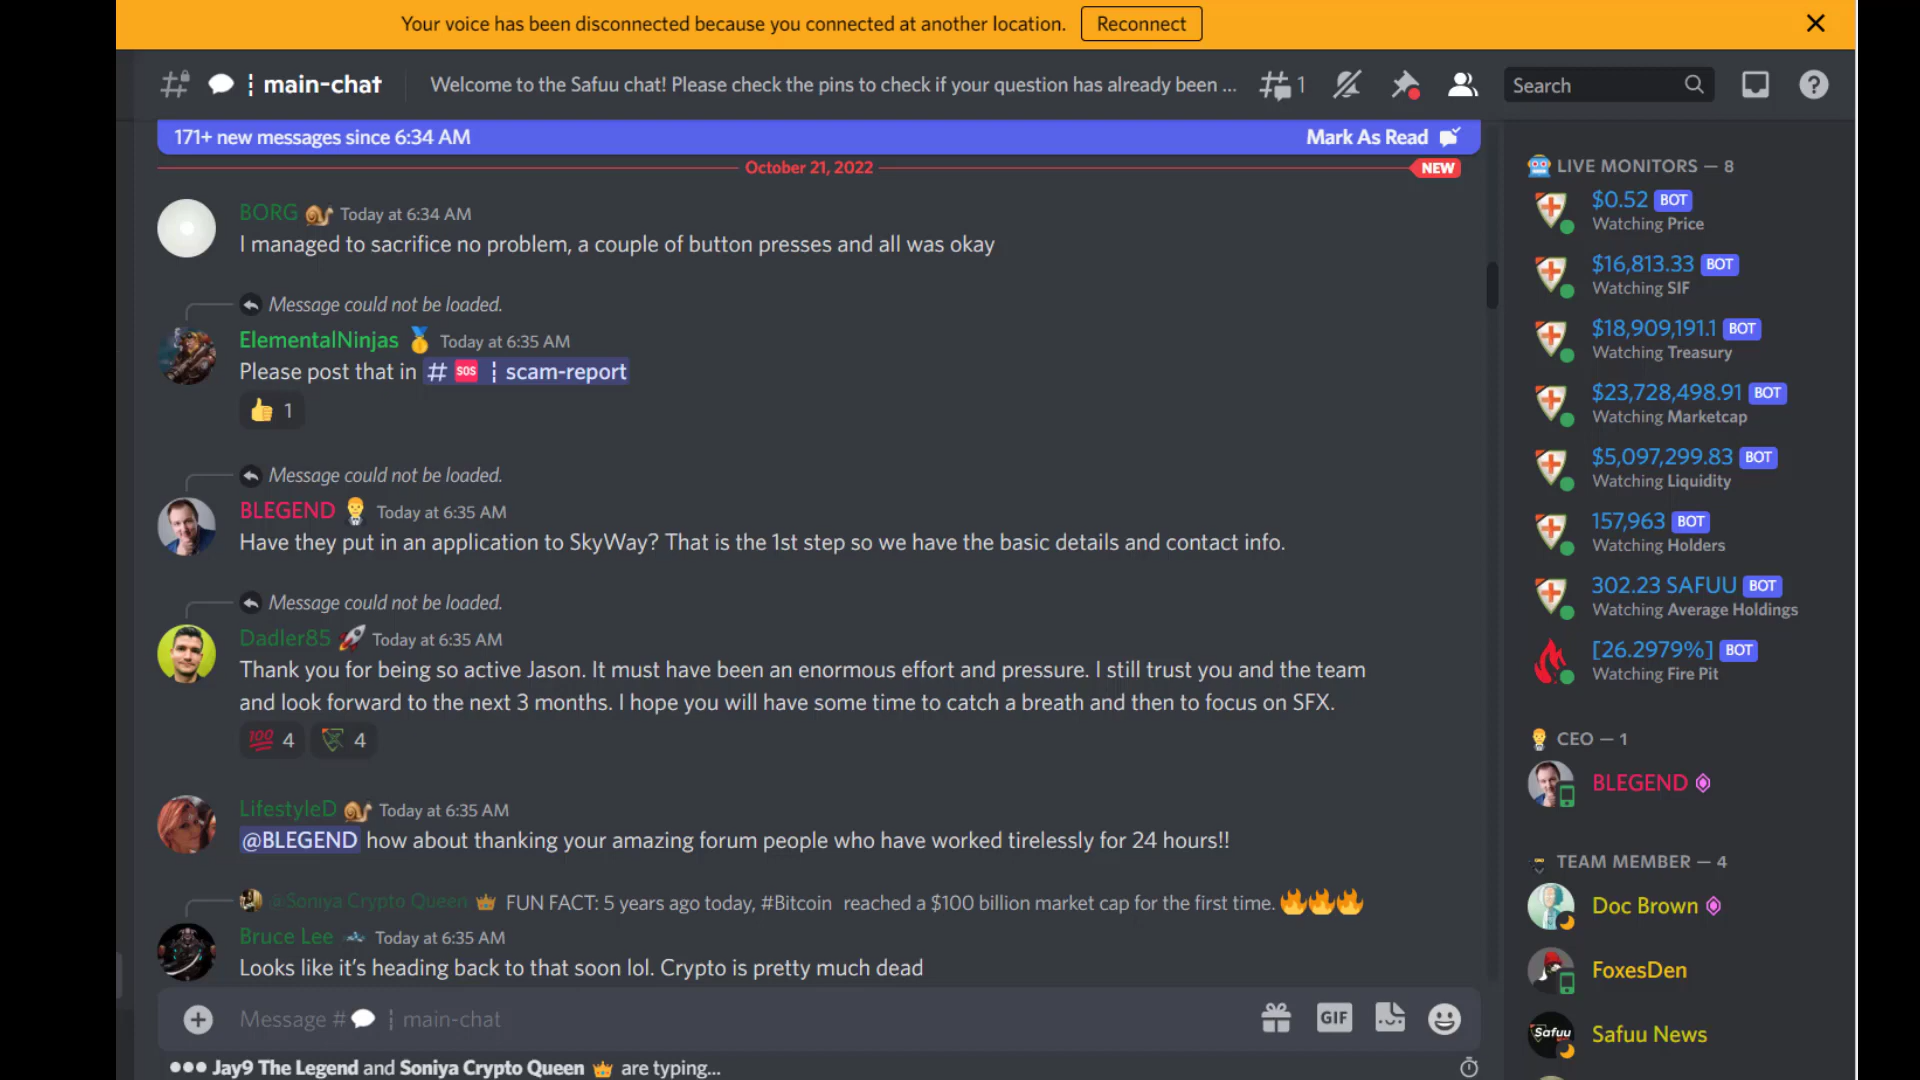 Your voice has been disconnected because you connected at another location. Reconnect
main-chat Welcome to the Safuu chat! Please check the pins to check if your question has already been ... 1 Search
171+ new messages since 6:34 AM Mark As Read
October 21, 2022 NEW
BORG Today at 6:34 AM
I managed to sacrifice no problem, a couple of button presses and all was okay
Message could not be loaded.
ElementalNinjas Today at 6:35 AM
Please post that in # SOS ¦ scam-report
👍 1
Message could not be loaded.
BLEGEND Today at 6:35 AM
Have they put in an application to SkyWay? That is the 1st step so we have the basic details and contact info.
Message could not be loaded.
Dadler85 🚀 Today at 6:35 AM
Thank you for being so active Jason. It must have been an enormous effort and pressure. I still trust you and the team
and look forward to the next 3 months. I hope you will have some time to catch a breath and then to focus on SFX.
💯 4 4
LifestyleD Today at 6:35 AM
@BLEGEND how about thanking your amazing forum people who have worked tirelessly for 24 hours!!
@Soniya Crypto Queen FUN FACT: 5 years ago today, #Bitcoin reached a $100 billion market cap for the first time. 🔥🔥🔥
Bruce Lee Today at 6:35 AM
Looks like it's heading back to that soon lol. Crypto is pretty much dead
Message # ¦ main-chat GIF
Jay9 The Legend and Soniya Crypto Queen are typing...
LIVE MONITORS — 8
$0.52 BOT
Watching Price
$16,813.33 BOT
Watching SIF
$18,909,191.1 BOT
Watching Treasury
$23,728,498.91 BOT
Watching Marketcap
$5,097,299.83 BOT
Watching Liquidity
157,963 BOT
Watching Holders
302.23 SAFUU BOT
Watching Average Holdings
[26.2979%] BOT
Watching Fire Pit
CEO — 1
BLEGEND
TEAM MEMBER — 4
Doc Brown
FoxesDen
Safuu Safuu News